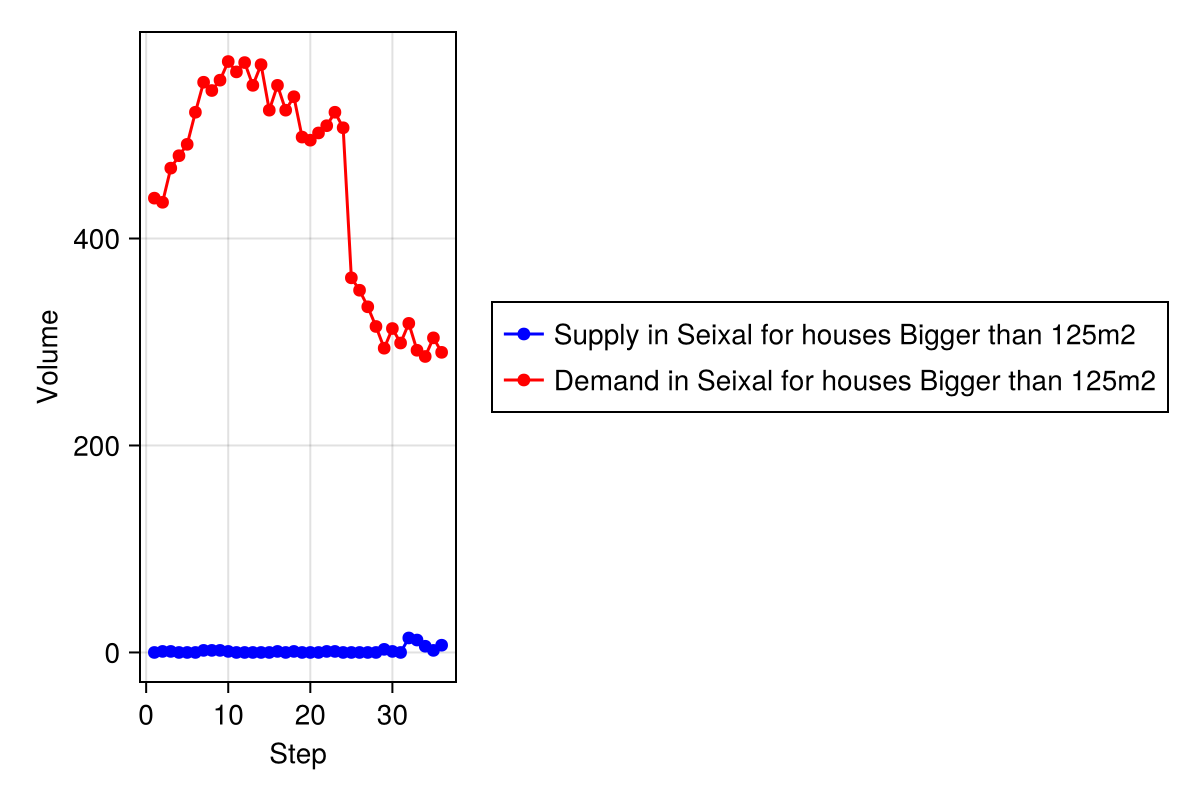 Volume
400
200
0
0 10 20 30
Step
Supply in Seixal for houses Bigger than 125m2
Demand in Seixal for houses Bigger than 125m2